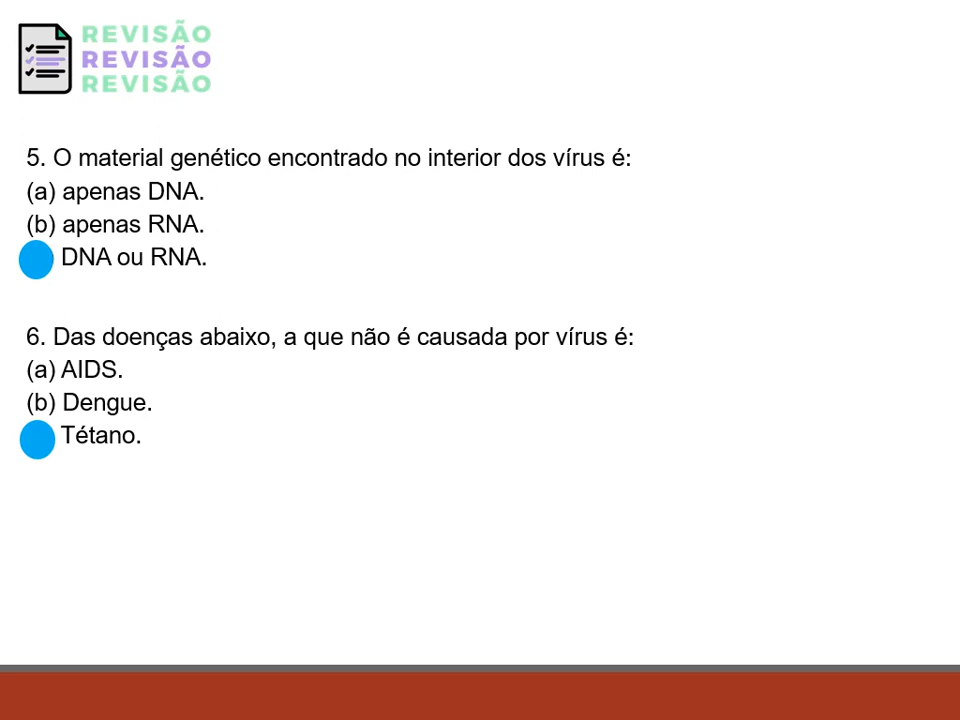 REVISÃO
REVISÃO
REVISÃO
5. O material genético encontrado no interior dos vírus é:
(a) apenas DNA.
(b) apenas RNA.
DNA ou RNA.
6. Das doenças abaixo, a que não é causada por vírus é:
(a) AIDS.
(b) Dengue.
Tétano.